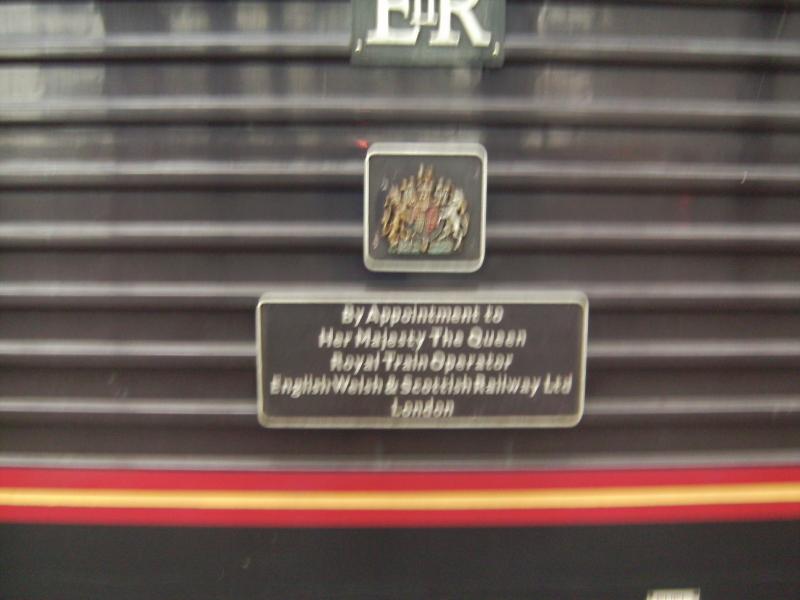 EIIR
By Appointment to
Her Majesty The Queen
Royal Train Operator
English Welsh & Scottish Railway Ltd
London